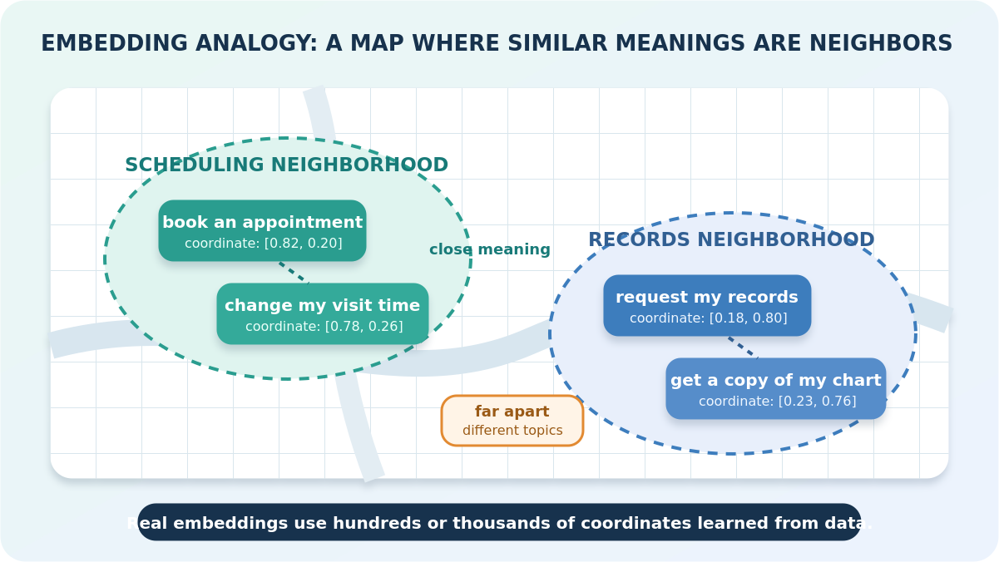 EMBEDDING ANALOGY: A MAP WHERE SIMILAR MEANINGS ARE NEIGHBORS
SCHEDULING NEIGHBORHOOD
book an appointment
coordinate: [0.82, 0.20]
close meaning
change my visit time
coordinate: [0.78, 0.26]
RECORDS NEIGHBORHOOD
request my records
coordinate: [0.18, 0.80]
get a copy of my chart
coordinate: [0.23, 0.76]
far apart
different topics
Real embeddings use hundreds or thousands of coordinates learned from data.